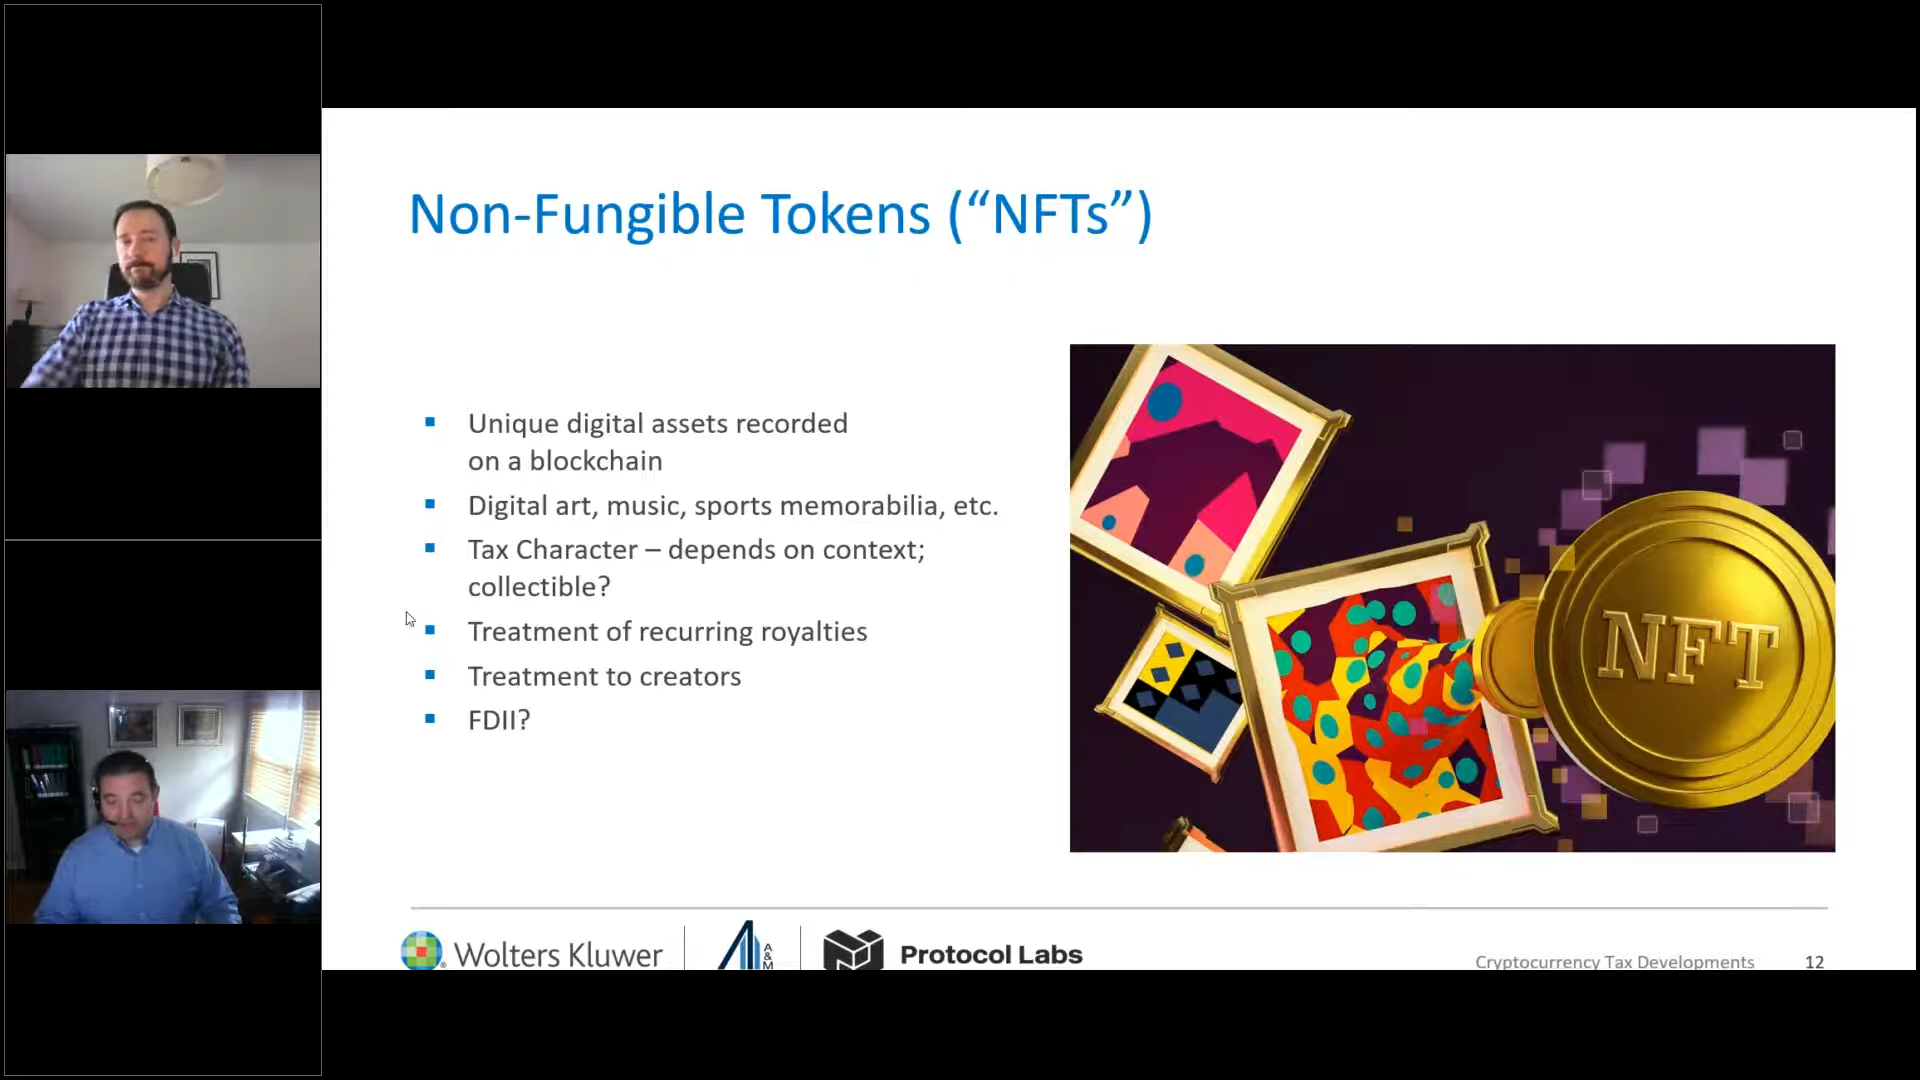 Non-Fungible Tokens (“NFTs”)
Unique digital assets recorded
on a blockchain
Digital art, music, sports memorabilia, etc.
Tax Character – depends on context;
collectible?
Treatment of recurring royalties
Treatment to creators
FDII?
NFT
Wolters Kluwer
A&M
Protocol Labs
Cryptocurrency Tax Developments 12